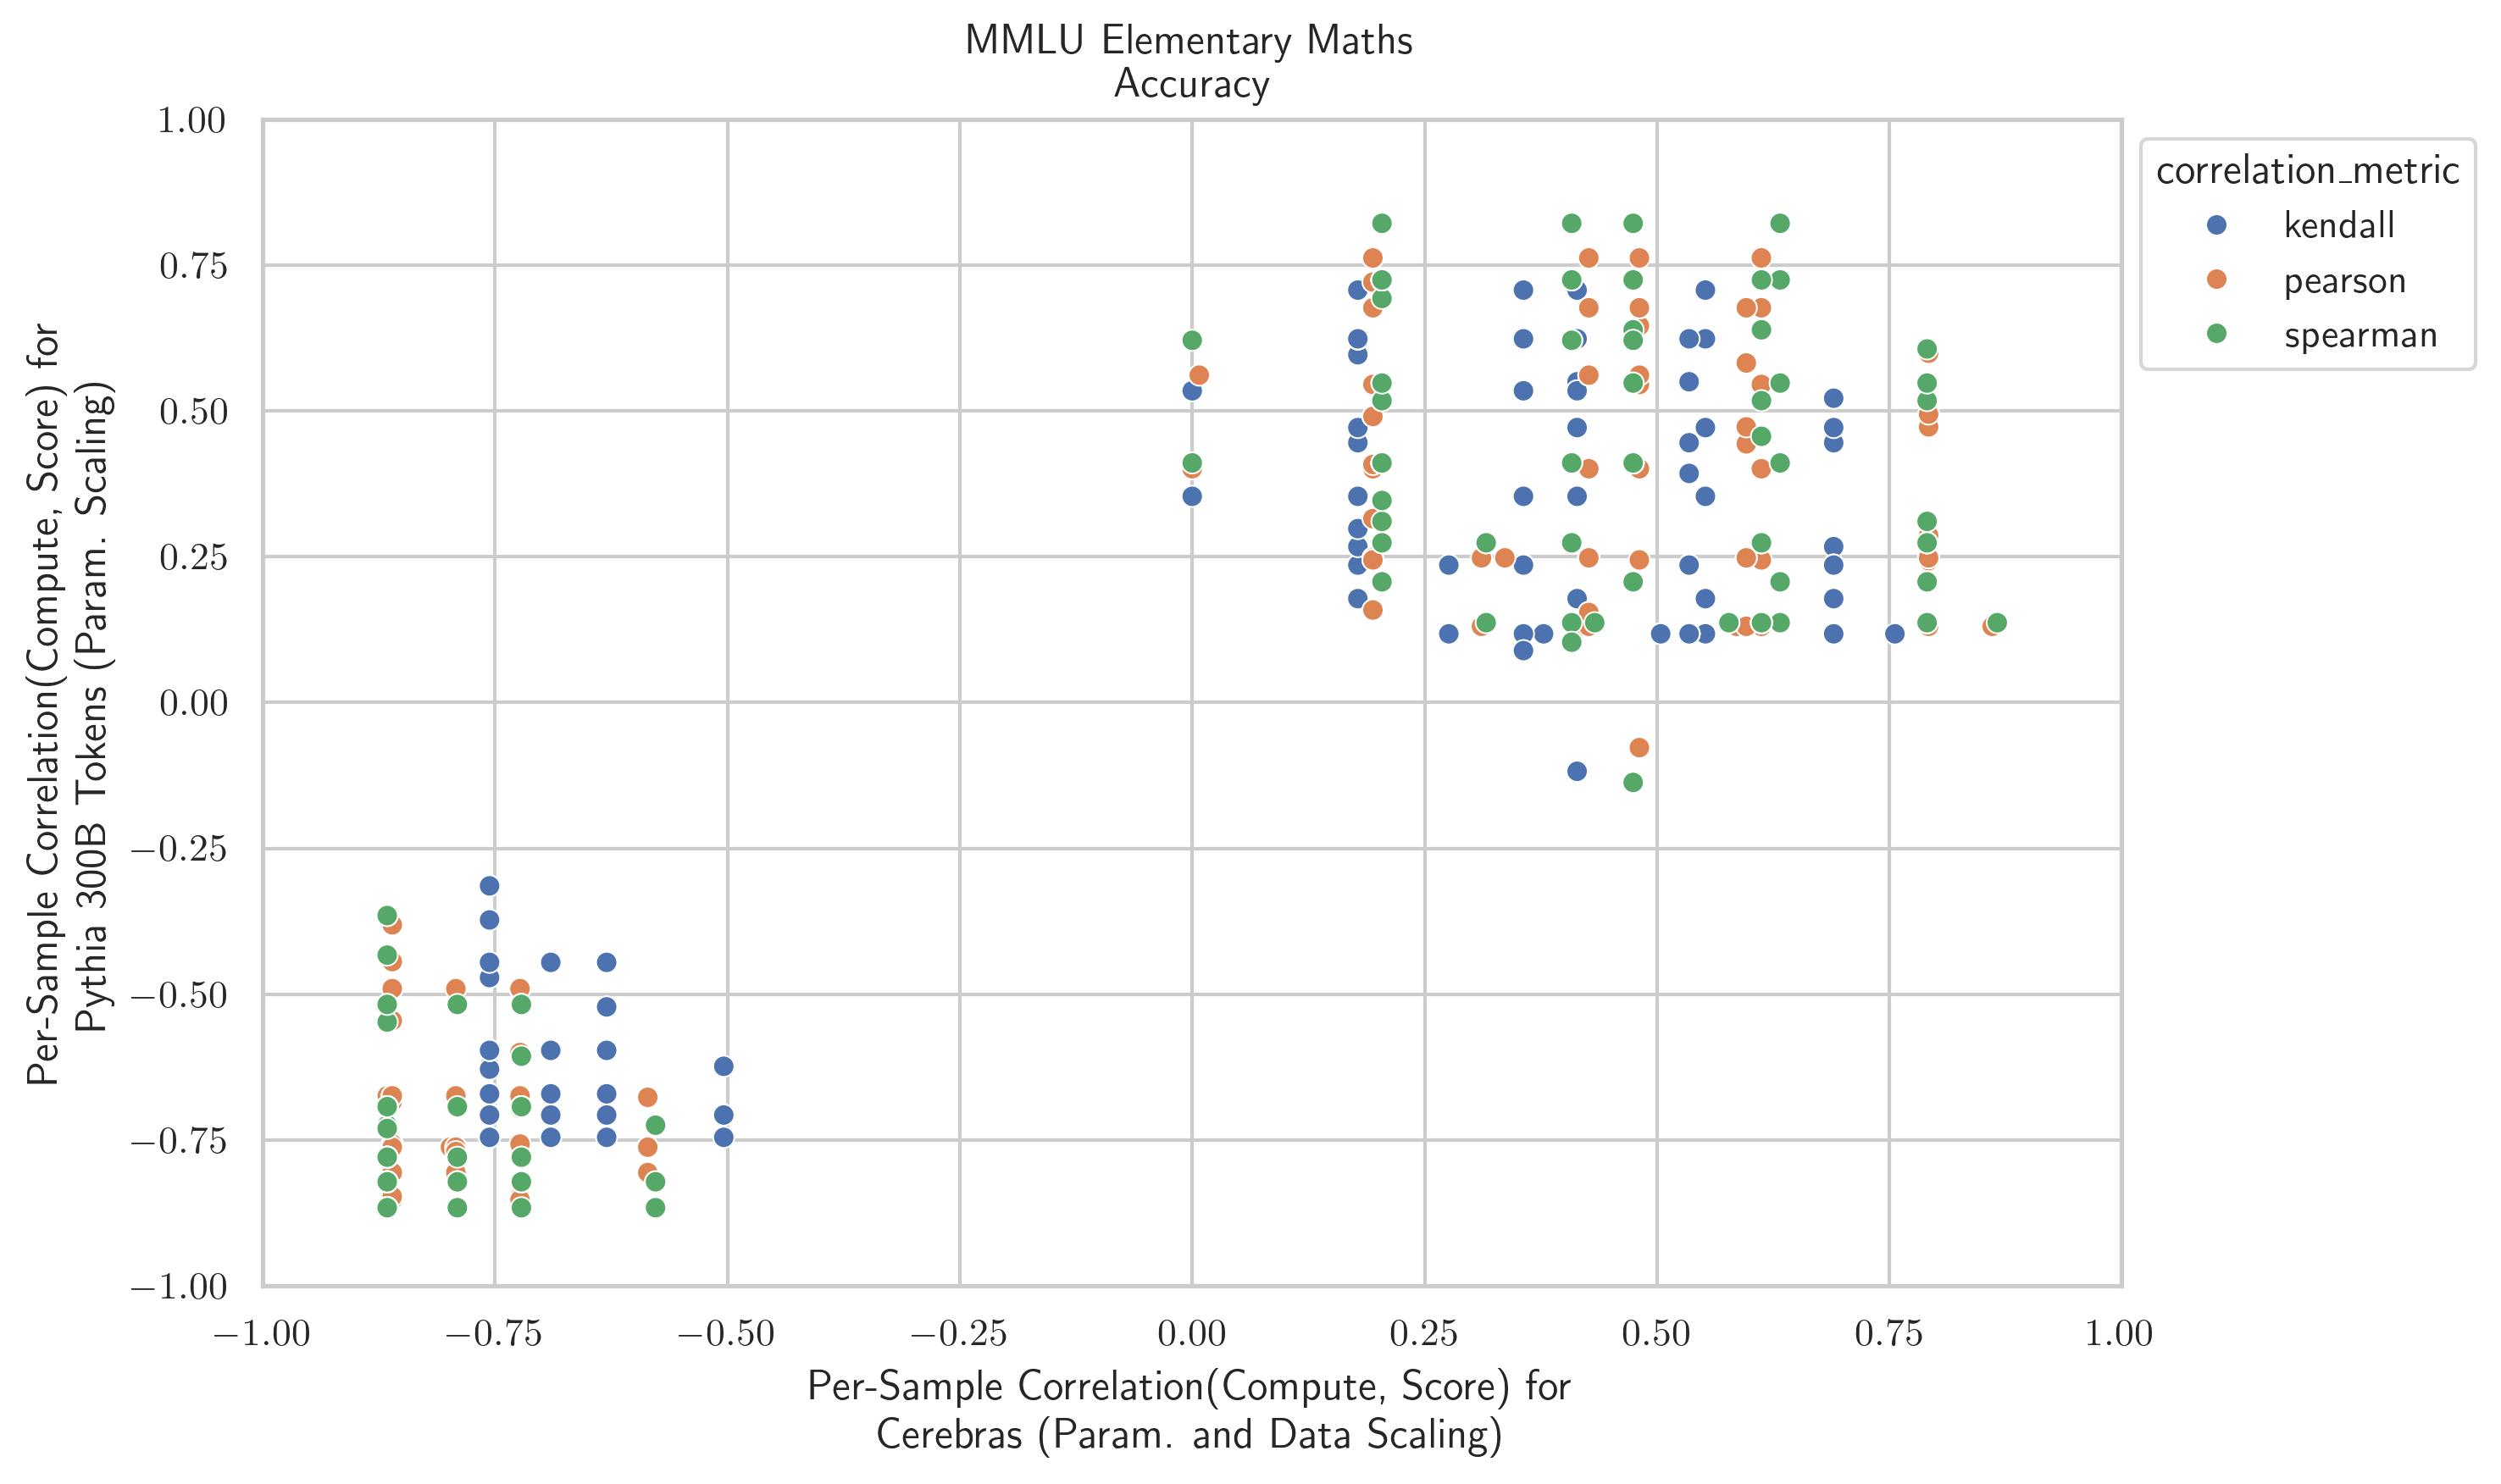 MMLU Elementary Maths
Accuracy
Per-Sample Correlation(Compute, Score) for
Pythia 300B Tokens (Param. Scaling)
1.00
0.75
0.50
0.25
0.00
−0.25
−0.50
−0.75
−1.00
correlation_metric
kendall
pearson
spearman
−1.00
−0.75
−0.50
−0.25
0.00
0.25
0.50
0.75
1.00
Per-Sample Correlation(Compute, Score) for
Cerebras (Param. and Data Scaling)